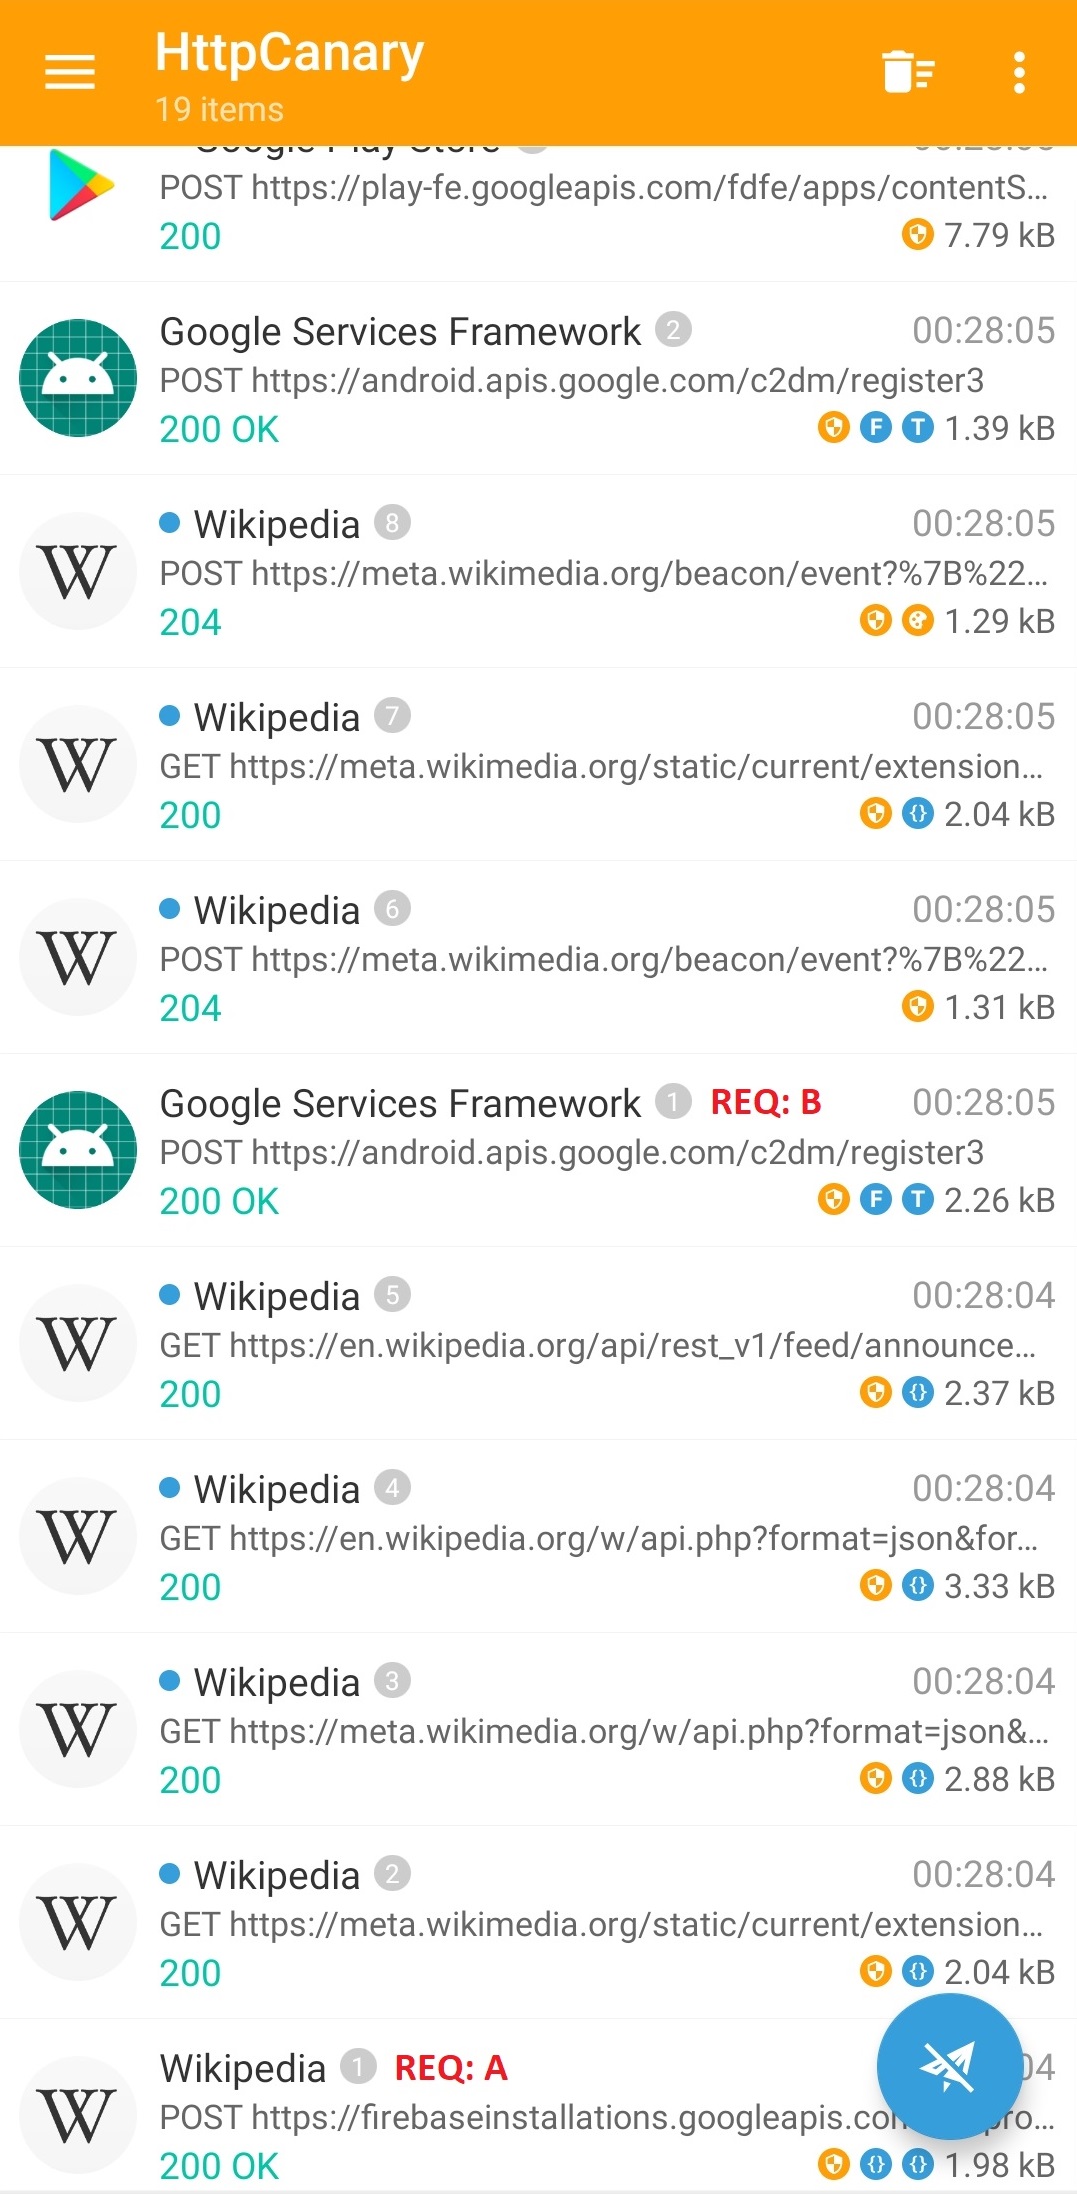 HttpCanary
19 items
Google Play Store
POST https://play-fe.googleapis.com/fdfe/apps/contentS...
200 7.79 kB
Google Services Framework 2 00:28:05
POST https://android.apis.google.com/c2dm/register3
200 OK F T 1.39 kB
W Wikipedia 8 00:28:05
POST https://meta.wikimedia.org/beacon/event?%7B%22...
204 1.29 kB
W Wikipedia 7 00:28:05
GET https://meta.wikimedia.org/static/current/extension...
200 {} 2.04 kB
W Wikipedia 6 00:28:05
POST https://meta.wikimedia.org/beacon/event?%7B%22...
204 1.31 kB
Google Services Framework 1 REQ: B 00:28:05
POST https://android.apis.google.com/c2dm/register3
200 OK F T 2.26 kB
W Wikipedia 5 00:28:04
GET https://en.wikipedia.org/api/rest_v1/feed/announce...
200 {} 2.37 kB
W Wikipedia 4 00:28:04
GET https://en.wikipedia.org/w/api.php?format=json&for...
200 {} 3.33 kB
W Wikipedia 3 00:28:04
GET https://meta.wikimedia.org/w/api.php?format=json&...
200 {} 2.88 kB
W Wikipedia 2 00:28:04
GET https://meta.wikimedia.org/static/current/extension...
200 {} 2.04 kB
W Wikipedia 1 REQ: A 04
POST https://firebaseinstallations.googleapis.co pro...
200 OK {} {} 1.98 kB